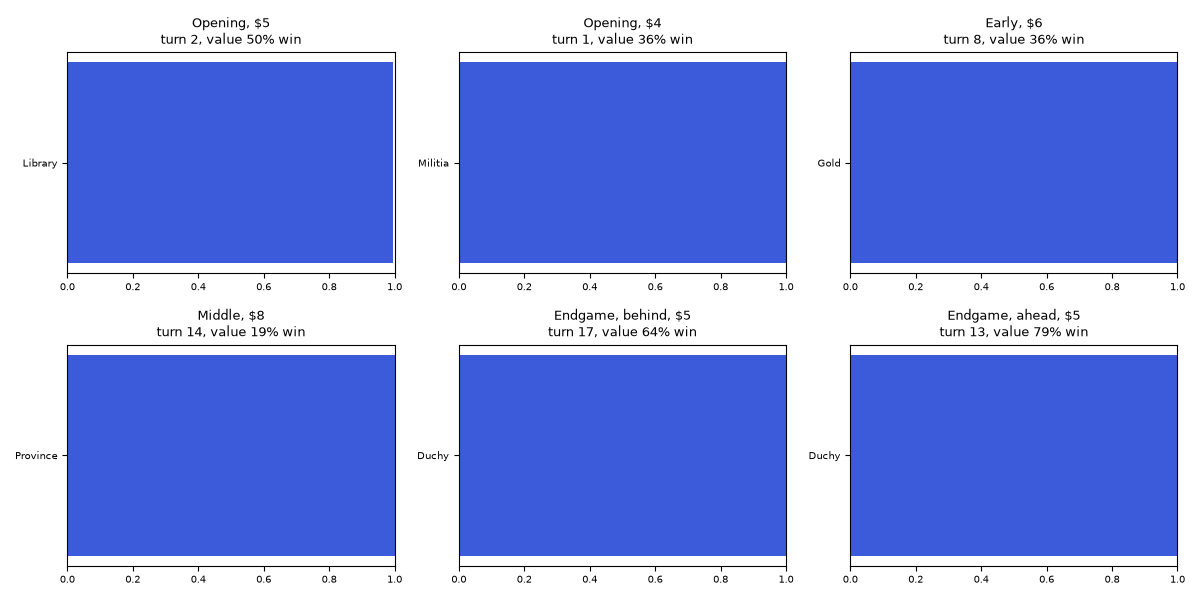 Opening, $5
turn 2, value 50% win
Library
0.0 0.2 0.4 0.6 0.8 1.0
Opening, $4
turn 1, value 36% win
Militia
0.0 0.2 0.4 0.6 0.8 1.0
Early, $6
turn 8, value 36% win
Gold
0.0 0.2 0.4 0.6 0.8 1.0
Middle, $8
turn 14, value 19% win
Province
0.0 0.2 0.4 0.6 0.8 1.0
Endgame, behind, $5
turn 17, value 64% win
Duchy
0.0 0.2 0.4 0.6 0.8 1.0
Endgame, ahead, $5
turn 13, value 79% win
Duchy
0.0 0.2 0.4 0.6 0.8 1.0